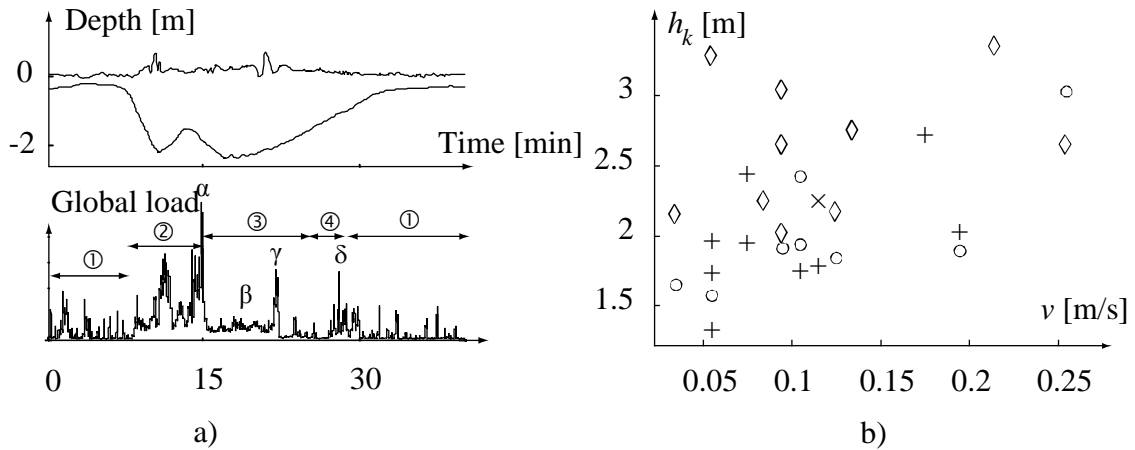 Depth [m]
0
-2
Time [min]
Global load
α
① ② ③ ④ ①
γ
δ
β
0 15 30
a)
h_k [m]
3
2.5
2
1.5
v [m/s]
0.05 0.1 0.15 0.2 0.25
b)